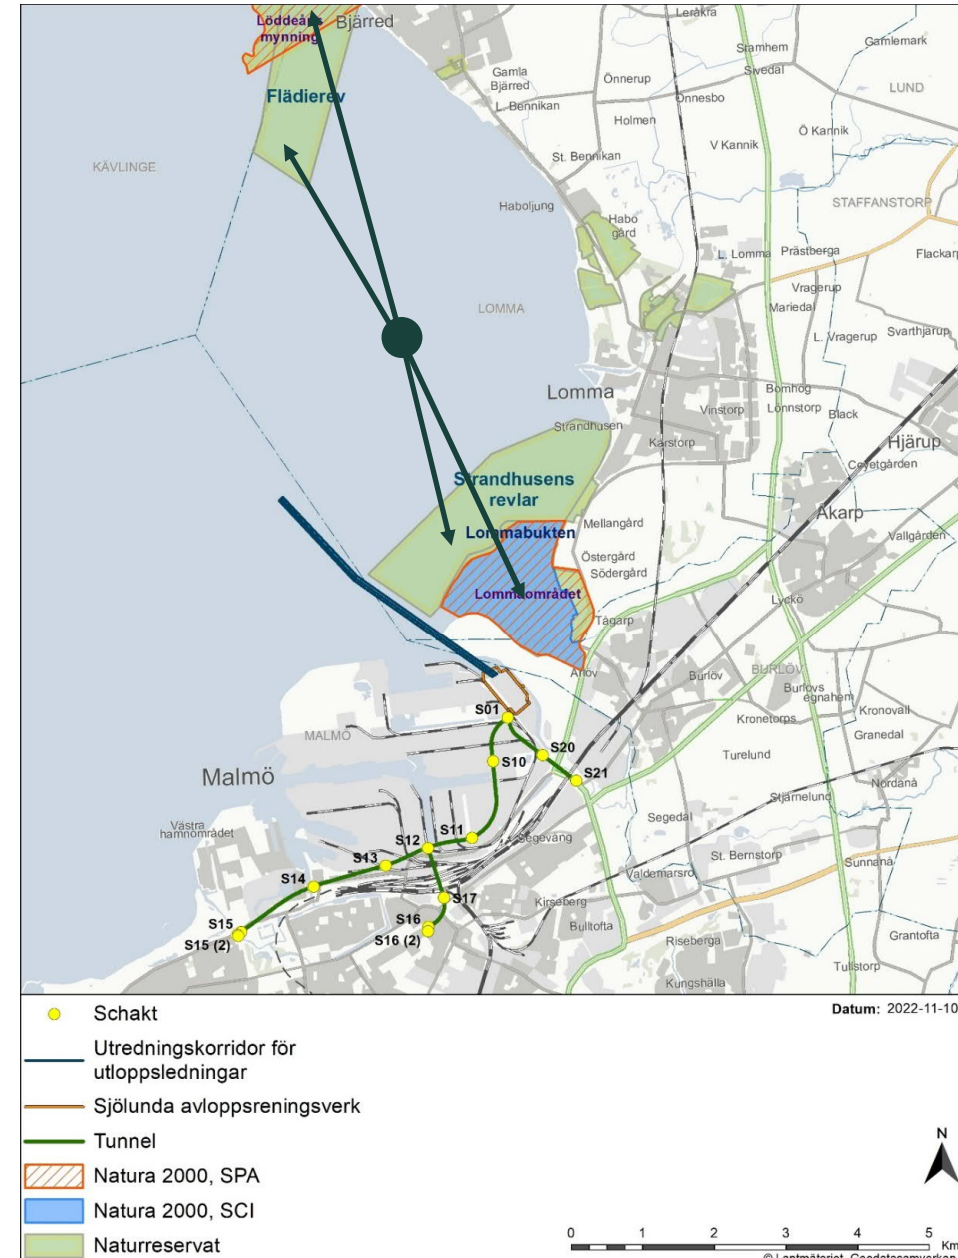 Leråkra
Löddeåns
mynning
Bjärred
Gamlemark
Stamhem
Sivedal
Gamla
Bjärred
Önnerup
LUND
Flädierev
Önnesbo
L. Bennikan
Holmen
Ö Kannik
V Kannik
St. Bennikan
KÄVLINGE
STAFFANSTORP
Haboljung
Habo
gård
L. Lomma
Prästberga
Flackarp
Vragerup
LOMMA
Mariedal
L. Vragerup
Svarthjärup
Lomma
Bomhög
Vinstorp
Lönnstorp
Black
Strandhusen
Karstorp
Hjärup
Coyetgården
Strandhusens
revlar
Åkarp
Mellangård
Lommabukten
Vallgården
Östergård
Södergård
Lommaområdet
Lyckö
Tågarp
Arlöv
Burlöv
BURLÖV
Burlövs
egnahem
S01
Kronovall
Kronetorps
Granedal
MALMÖ
S20
Turelund
S10
S21
Malmö
Nordanå
Stjärnelund
Segedal
Västra
hamnområdet
S12
S11
Segevång
St. Bernstorp
S13
Sunnanå
Valdemarsro
S14
S17
Kirseberg
S15
S16
Bulltofta
S15 (2)
S16 (2)
Riseberga
Grantofta
Tullstorp
Kungshälla
Datum: 2022-11-10
Schakt
Utredningskorridor för
utloppsledningar
Sjölunda avloppsreningsverk
Tunnel
Natura 2000, SPA
Natura 2000, SCI
Naturreservat
N
0 1 2 3 4 5
Km
© Lantmäteriet, Geodatasamverkan